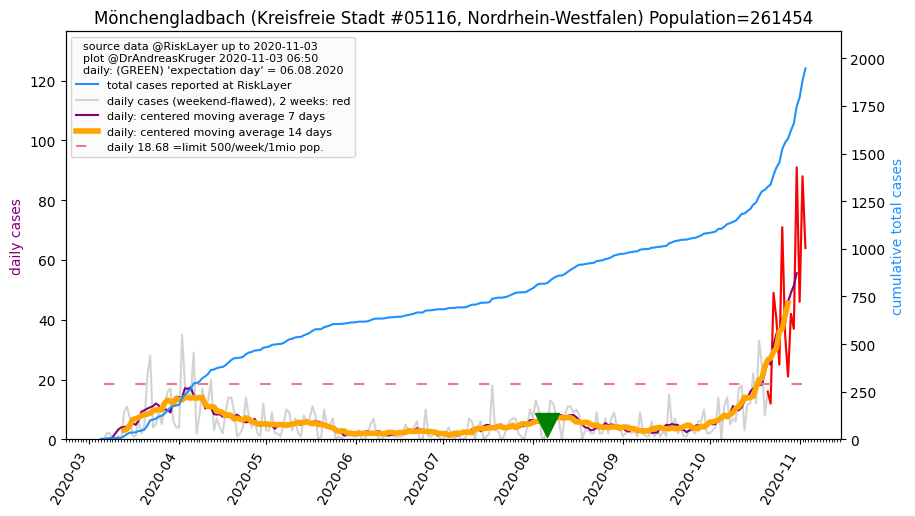 Mönchengladbach (Kreisfreie Stadt #05116, Nordrhein-Westfalen) Population=261454
source data @RiskLayer up to 2020-11-03
plot @DrAndreasKruger 2020-11-03 06:50
daily: (GREEN) 'expectation day' = 06.08.2020
total cases reported at RiskLayer
daily cases (weekend-flawed), 2 weeks: red
daily: centered moving average 7 days
daily: centered moving average 14 days
daily 18.68 =limit 500/week/1mio pop.
daily cases
120
100
80
60
40
20
0
cumulative total cases
2000
1750
1500
1250
1000
750
500
250
0
2020-03
2020-04
2020-05
2020-06
2020-07
2020-08
2020-09
2020-10
2020-11